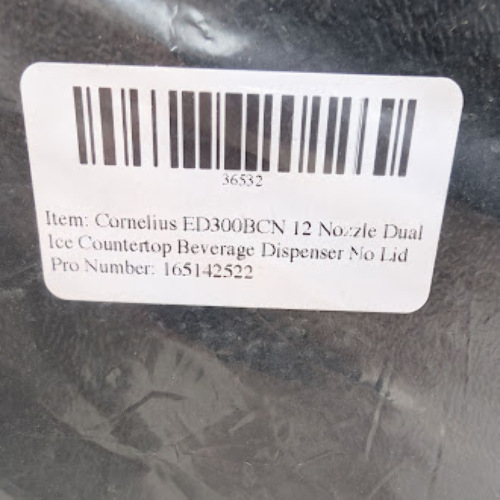 36532
Item: Cornelius ED300BCN 12 Nozzle Dual
Ice Countertop Beverage Dispenser No Lid
Pro Number: 165142522